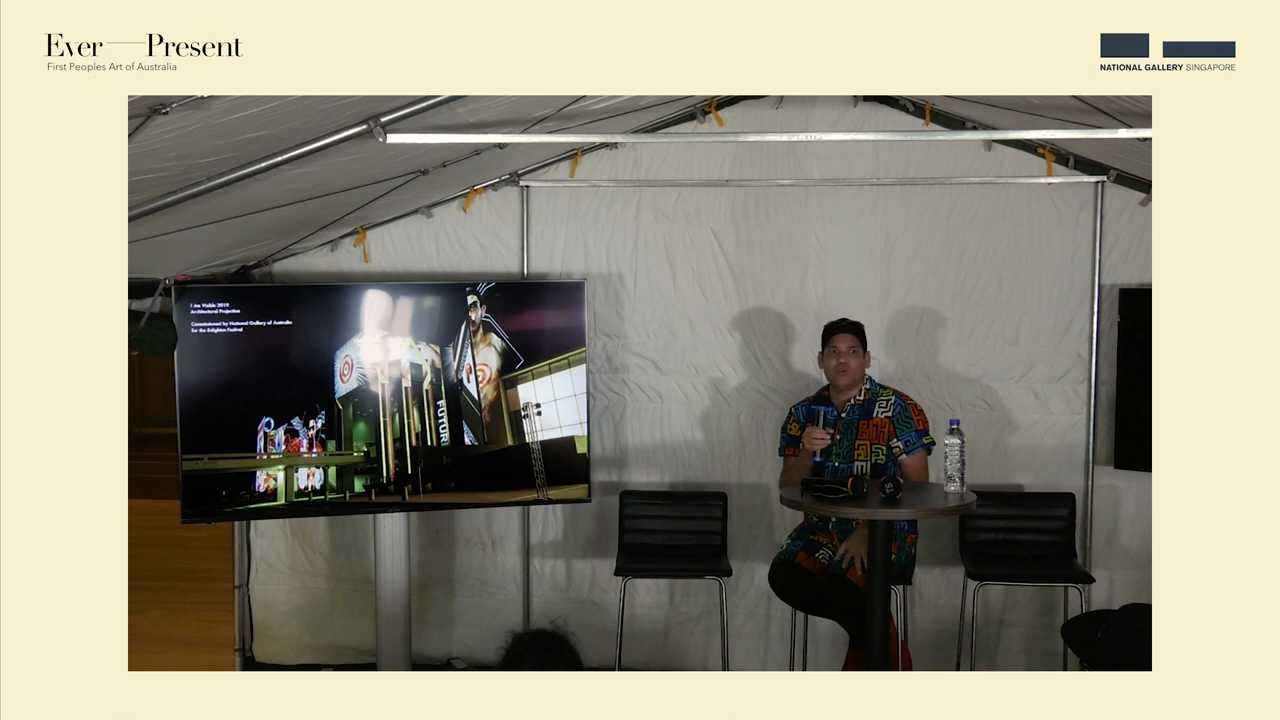 Ever — Present
First Peoples Art of Australia
NATIONAL GALLERY SINGAPORE
I Am Visible 2019
Architectural Projection
Commissioned by National Gallery of Australia
for the Enlighten Festival
FUTURE